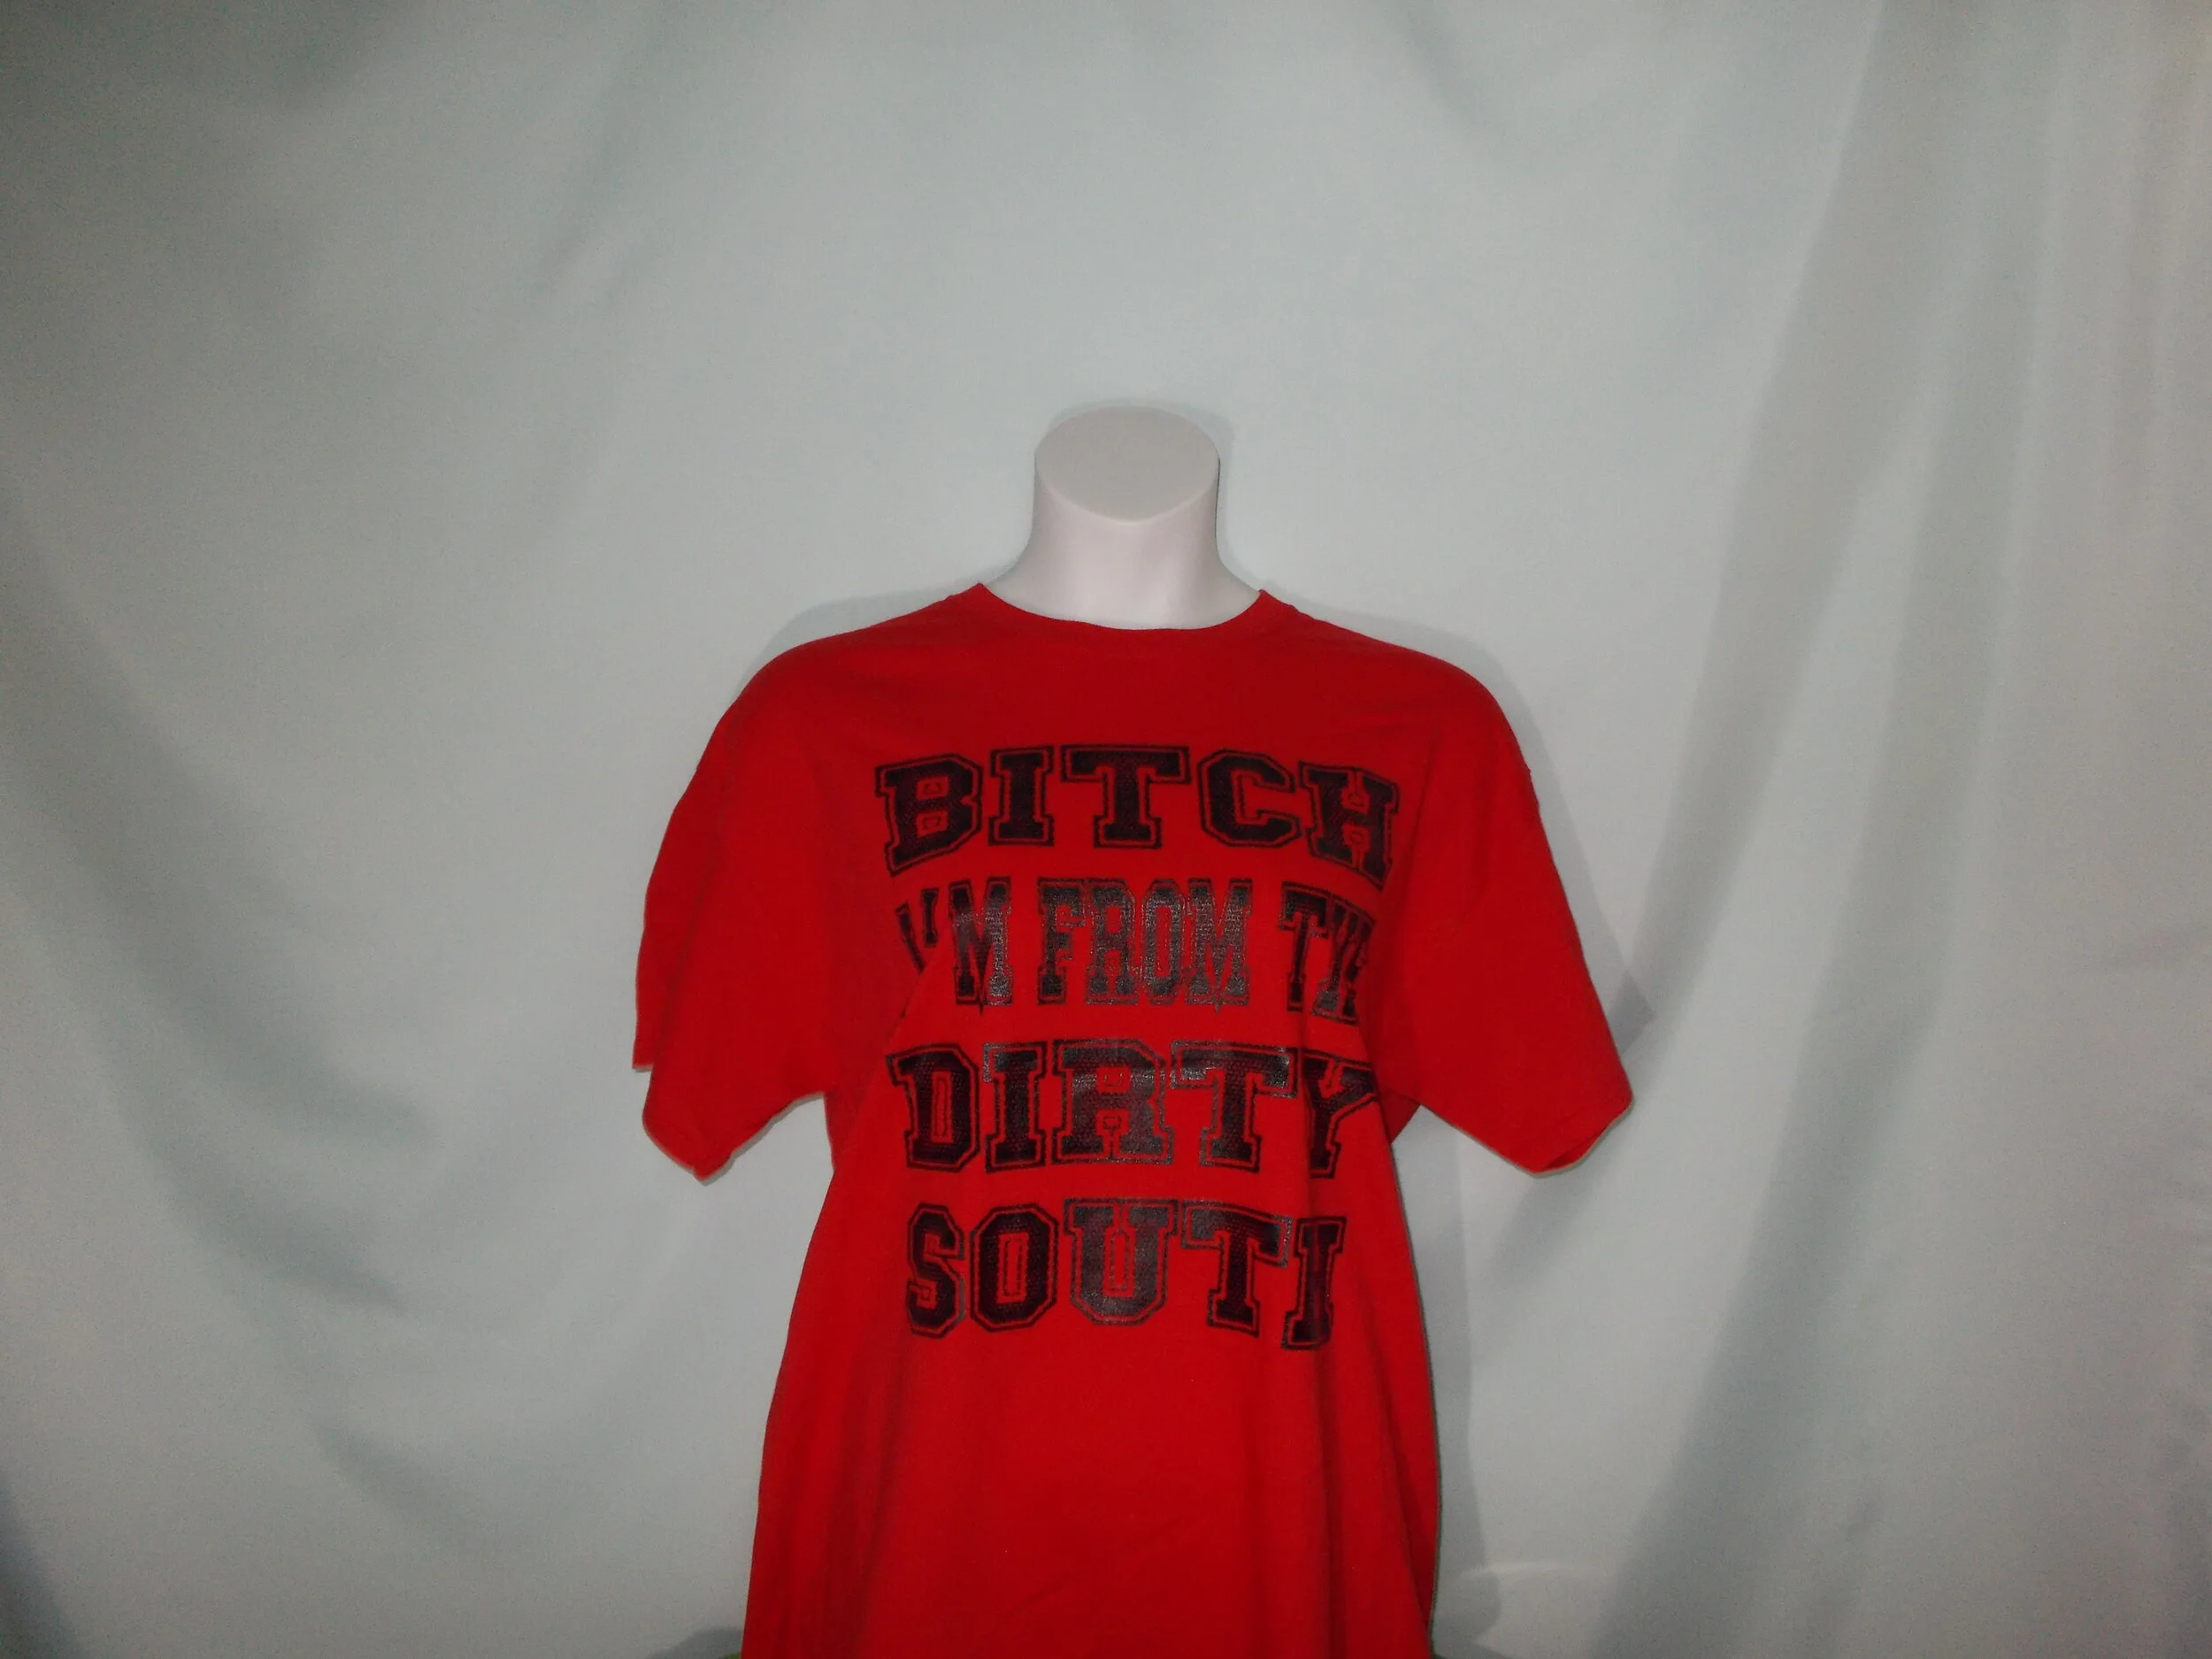 BITCH
I'M FROM THE
DIRTY
SOUTH